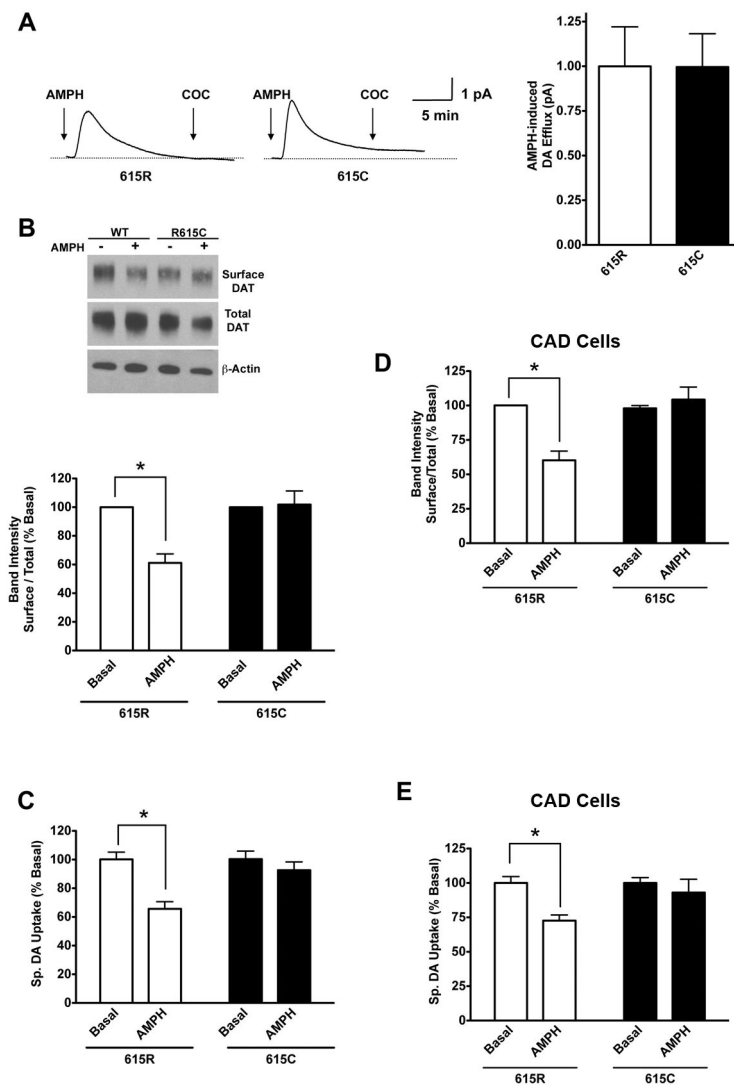 A
AMPH
COC
615R
AMPH
COC
615C
1 pA
5 min
AMPH-induced
DA Efflux (pA)
1.25
1.00
0.75
0.50
0.25
0.00
615R
615C
B
WT
R615C
AMPH
- + - +
Surface
DAT
Total
DAT
β-Actin
Band Intensity
Surface / Total (% Basal)
120
100
80
60
40
20
0
*
Basal
AMPH
Basal
AMPH
615R
615C
D
CAD Cells
Band Intensity
Surface/Total (% Basal)
125
100
75
50
25
0
*
Basal
AMPH
Basal
AMPH
615R
615C
C
Sp. DA Uptake (% Basal)
120
100
80
60
40
20
0
*
Basal
AMPH
Basal
AMPH
615R
615C
E
CAD Cells
Sp. DA Uptake (% Basal)
125
100
75
50
25
0
*
Basal
AMPH
Basal
AMPH
615R
615C